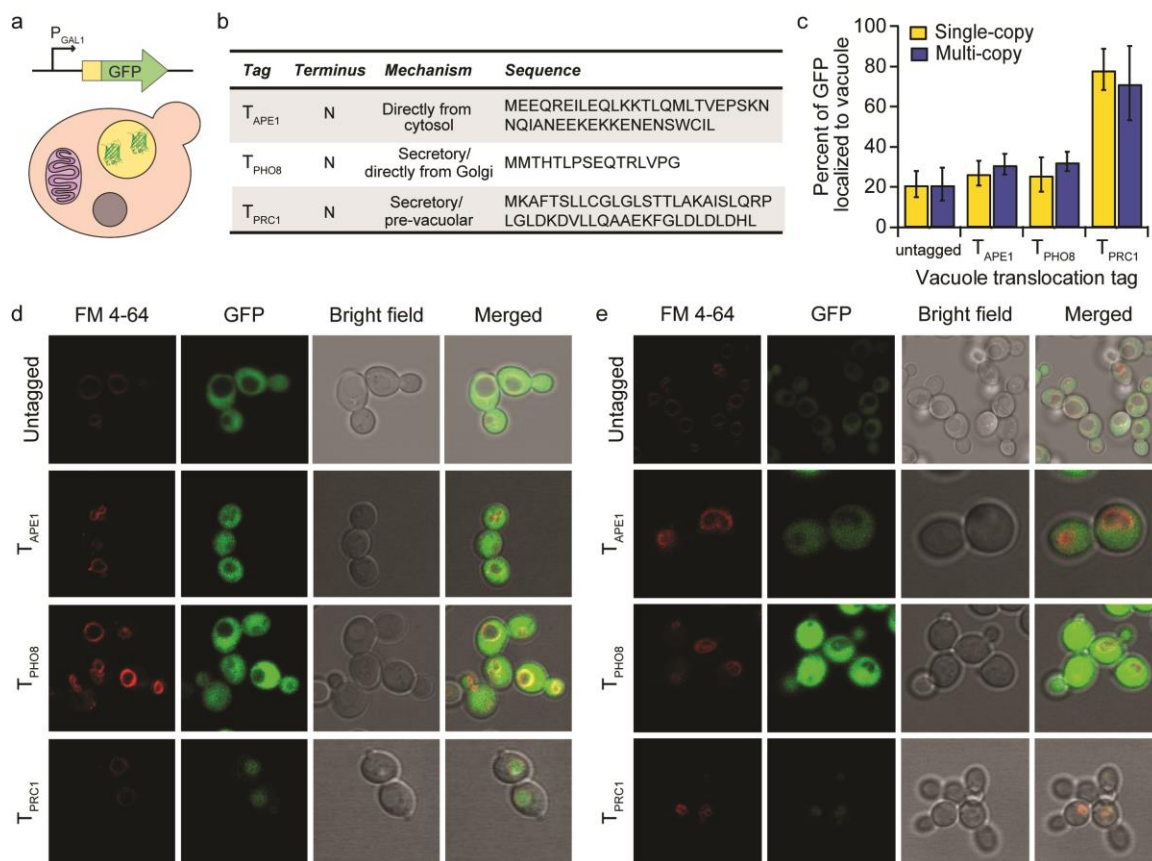 a
P_GAL1
GFP
b
Tag Terminus Mechanism Sequence
T_APE1 N Directly from cytosol MEEQREILEQLKKTLQMLTVEPSKN
NQIANEEKEKKENENSWCIL
T_PHO8 N Secretory/ directly from Golgi MMTHTLPSEQTRLVPG
T_PRC1 N Secretory/ pre-vacuolar MKAFTSLLCGLGLSTTLAKAISLQRP
LGLDKDVLLQAAEKFGLDLDLDHL
c
Single-copy
Multi-copy
Percent of GFP
localized to vacuole
100
80
60
40
20
0
untagged T_APE1 T_PHO8 T_PRC1
Vacuole translocation tag
d
FM 4-64 GFP Bright field Merged
Untagged
T_APE1
T_PHO8
T_PRC1
e
FM 4-64 GFP Bright field Merged
Untagged
T_APE1
T_PHO8
T_PRC1